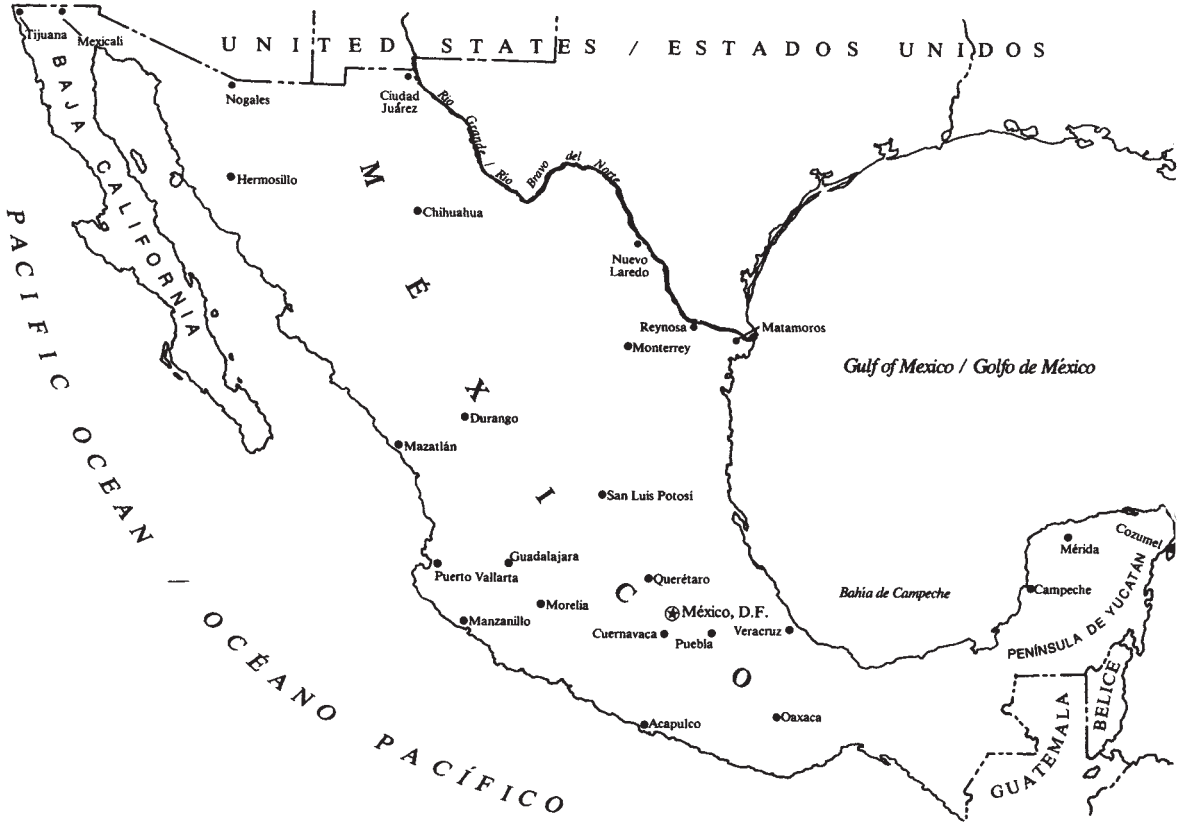 Tijuana
Mexicali
UNITED STATES / ESTADOS UNIDOS
BAJA CALIFORNIA
Nogales
Ciudad
Juárez
Rio Grande / Rio Bravo del Norte
Hermosillo
Chihuahua
MÉXICO
Nuevo
Laredo
Reynosa
Matamoros
Monterrey
Gulf of Mexico / Golfo de México
PACIFIC OCEAN / OCÉANO PACÍFICO
Durango
Mazatlán
San Luis Potosí
Guadalajara
Puerto Vallarta
Querétaro
Morelia
Manzanillo
México, D.F.
Cuernavaca
Puebla
Veracruz
Bahía de Campeche
Mérida
Cozumel
Campeche
PENÍNSULA DE YUCATÁN
Acapulco
Oaxaca
GUATEMALA
BELICE